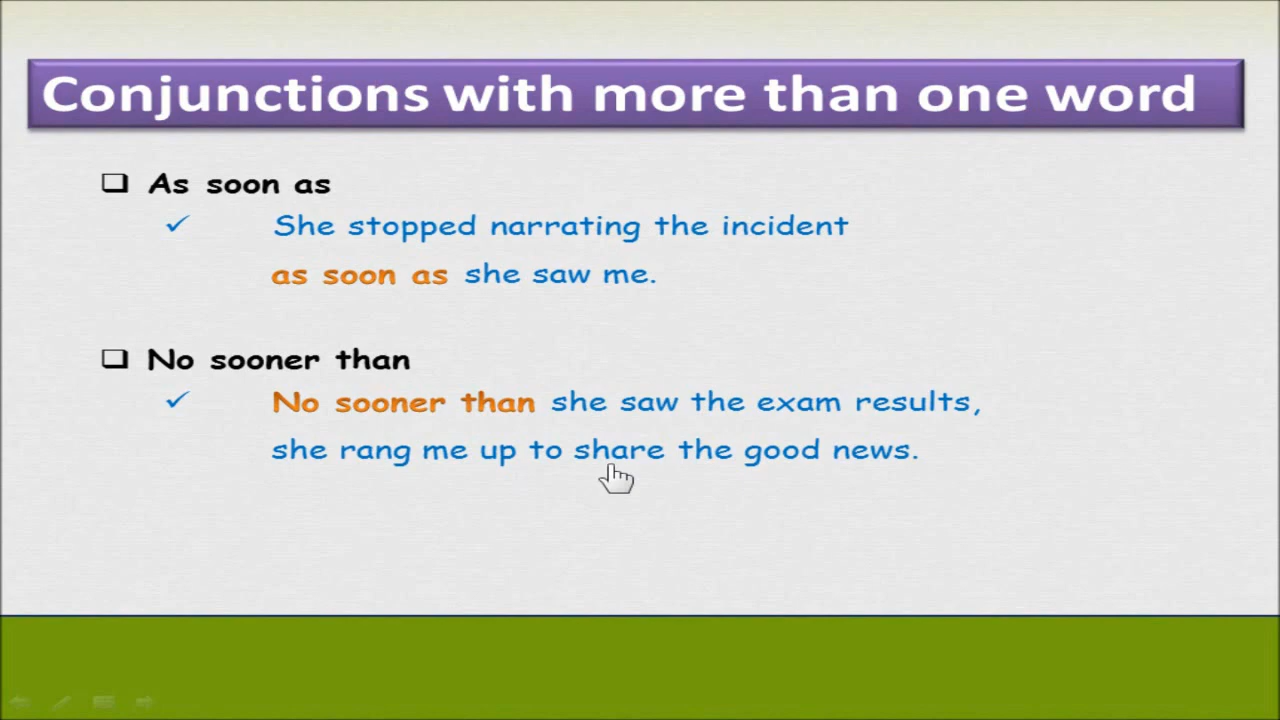 Conjunctions with more than one word
As soon as
She stopped narrating the incident
as soon as she saw me.
No sooner than
No sooner than she saw the exam results,
she rang me up to share the good news.